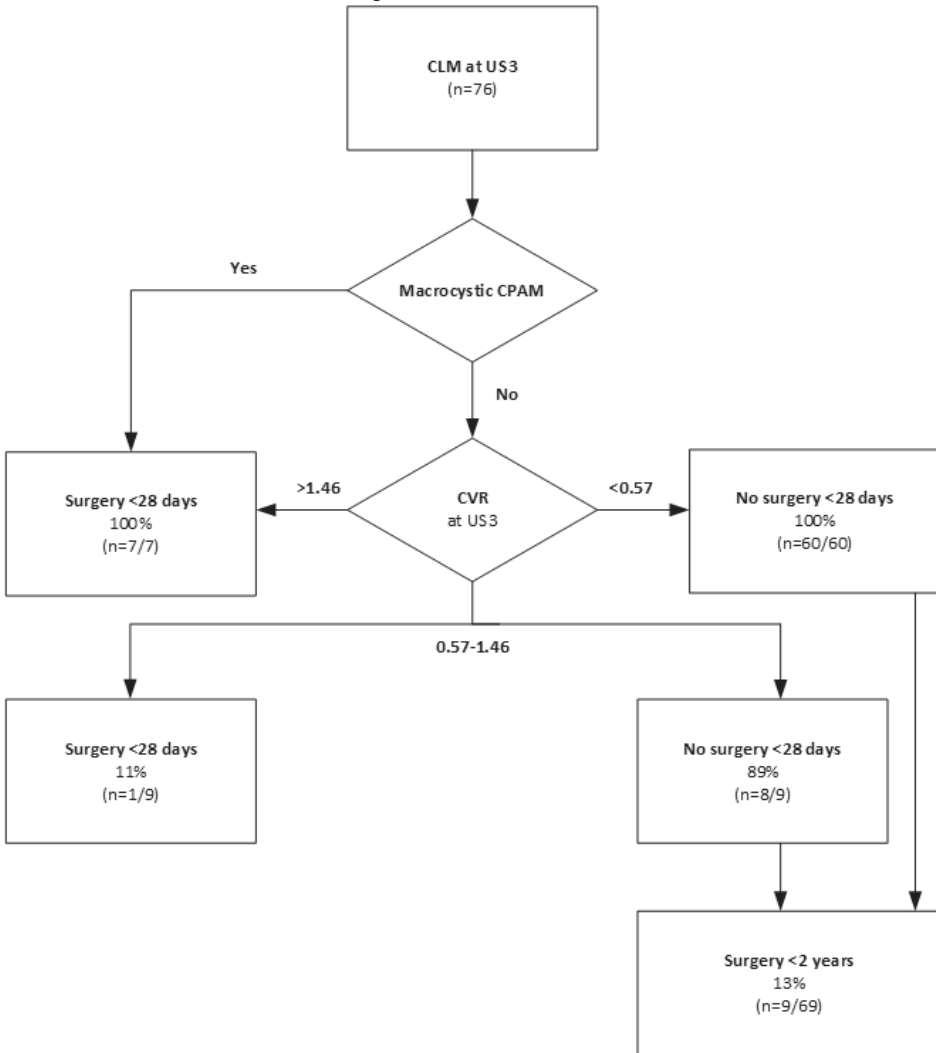 CLM at US3
(n=76)
Macrocystic CPAM
Yes
No
Surgery <28 days
100%
(n=7/7)
>1.46
CVR
at US3
<0.57
No surgery <28 days
100%
(n=60/60)
0.57-1.46
Surgery <28 days
11%
(n=1/9)
No surgery <28 days
89%
(n=8/9)
Surgery <2 years
13%
(n=9/69)